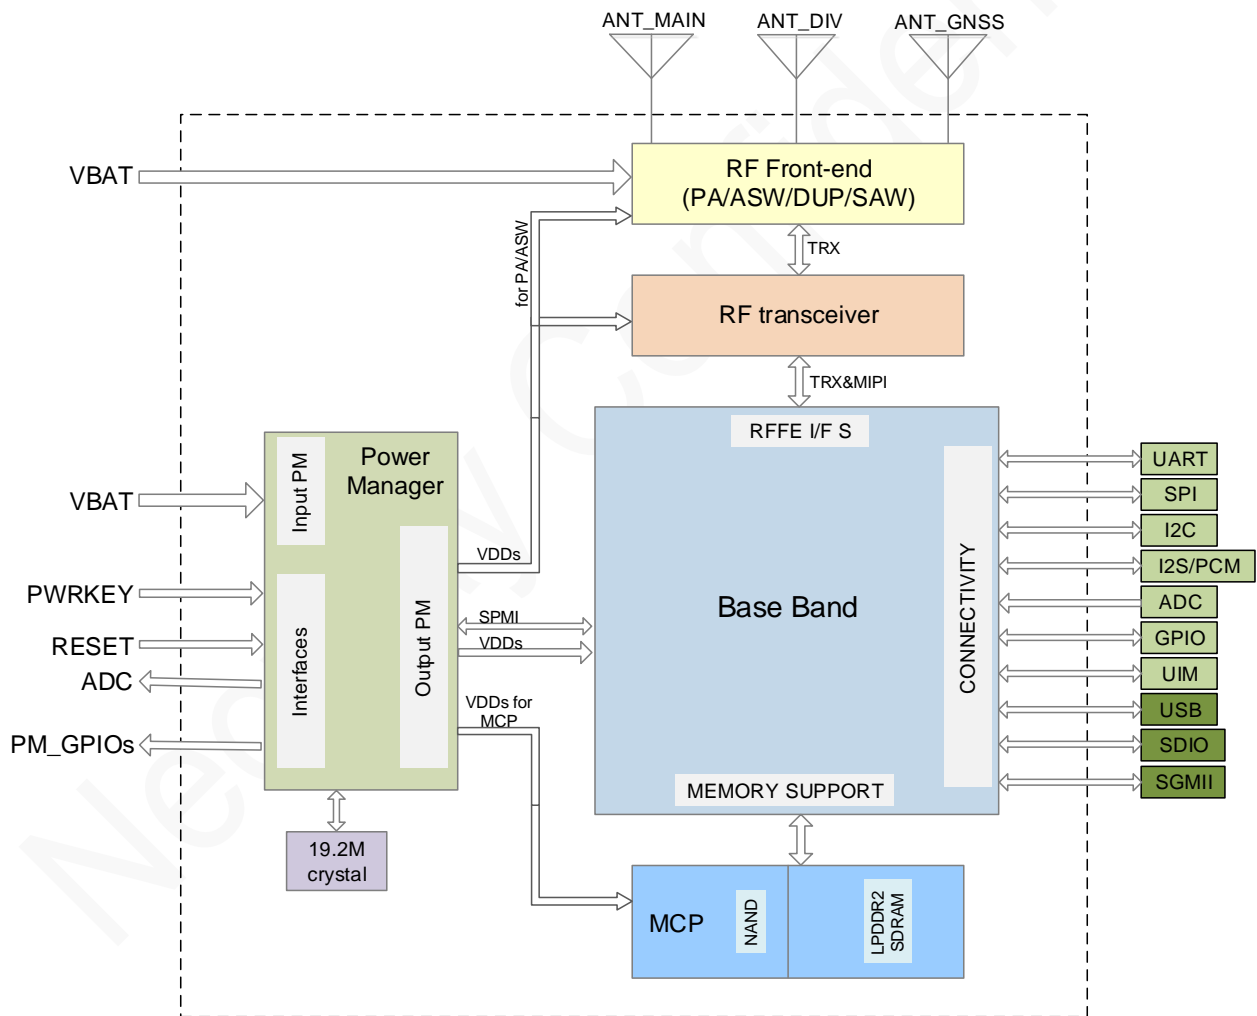 ANT_MAIN
ANT_DIV
ANT_GNSS
VBAT
RF Front-end
(PA/ASW/DUP/SAW)
for PA/ASW
TRX
RF transceiver
TRX&MIPI
RFFE I/F S
Power
Manager
Input PM
VBAT
VDDs
PWRKEY
RESET
ADC
PM_GPIOs
Interfaces
Output PM
SPMI
VDDs
VDDs for
MCP
Base Band
CONNECTIVITY
MEMORY SUPPORT
UART
SPI
I2C
I2S/PCM
ADC
GPIO
UIM
USB
SDIO
SGMII
19.2M
crystal
MCP
NAND
LPDDR2
SDRAM